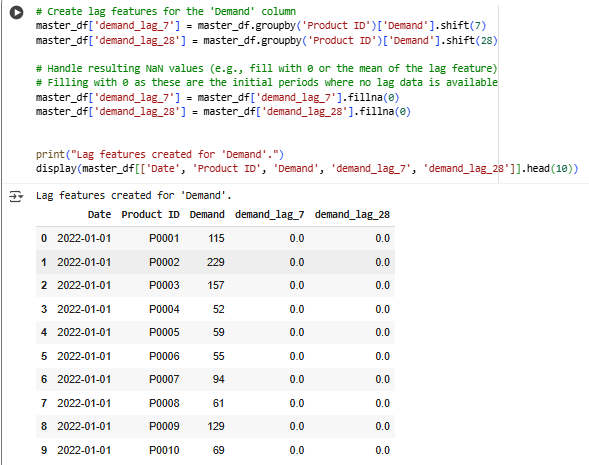 # Create lag features for the 'Demand' column
master_df['demand_lag_7'] = master_df.groupby('Product ID')['Demand'].shift(7)
master_df['demand_lag_28'] = master_df.groupby('Product ID')['Demand'].shift(28)
# Handle resulting NaN values (e.g., fill with 0 or the mean of the lag feature)
# Filling with 0 as these are the initial periods where no lag data is available
master_df['demand_lag_7'] = master_df['demand_lag_7'].fillna(0)
master_df['demand_lag_28'] = master_df['demand_lag_28'].fillna(0)
print("Lag features created for 'Demand'.")
display(master_df[['Date', 'Product ID', 'Demand', 'demand_lag_7', 'demand_lag_28']].head(10))
Lag features created for 'Demand'.
Date Product ID Demand demand_lag_7 demand_lag_28
0 2022-01-01 P0001 115 0.0 0.0
1 2022-01-01 P0002 229 0.0 0.0
2 2022-01-01 P0003 157 0.0 0.0
3 2022-01-01 P0004 52 0.0 0.0
4 2022-01-01 P0005 59 0.0 0.0
5 2022-01-01 P0006 55 0.0 0.0
6 2022-01-01 P0007 94 0.0 0.0
7 2022-01-01 P0008 61 0.0 0.0
8 2022-01-01 P0009 129 0.0 0.0
9 2022-01-01 P0010 69 0.0 0.0